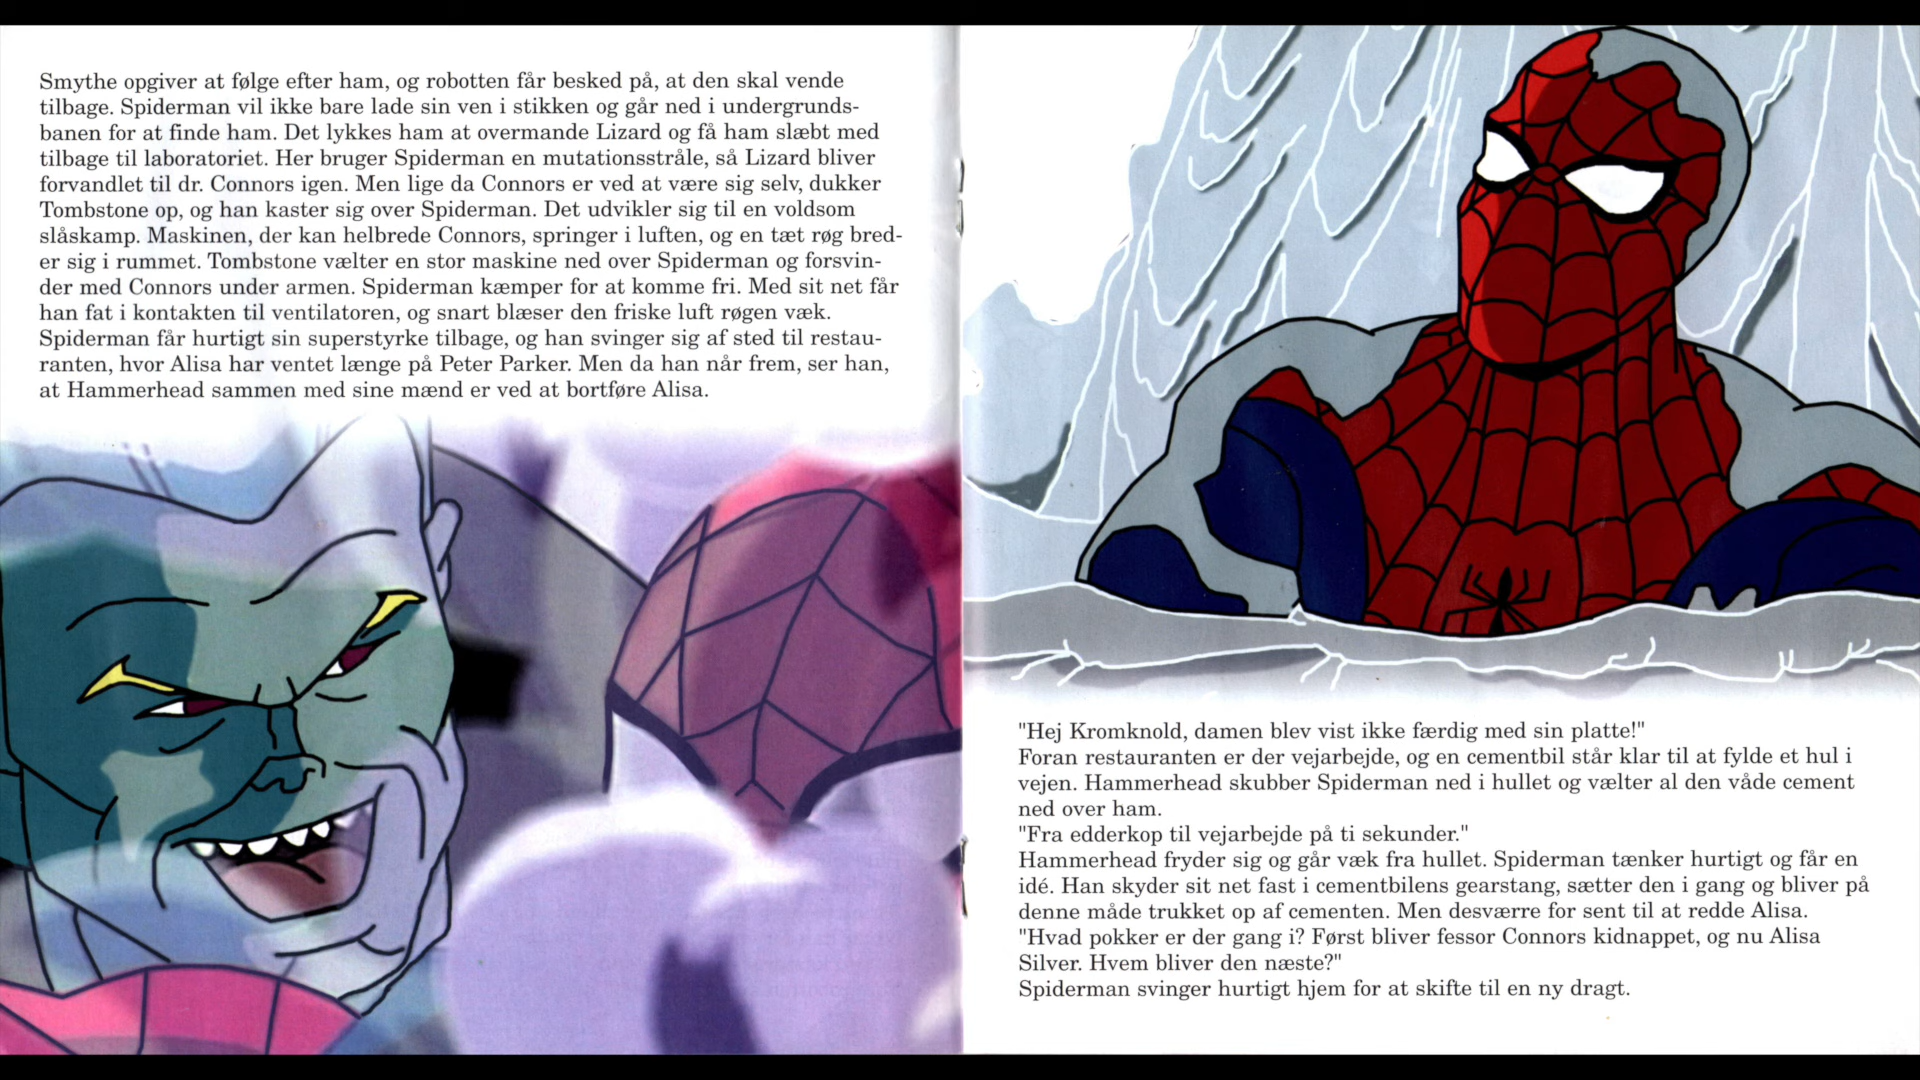 Smythe opgiver at følge efter ham, og robotten får besked på, at den skal vende
tilbage. Spiderman vil ikke bare lade sin ven i stikken og går ned i undergrunds-
banen for at finde ham. Det lykkes ham at overmande Lizard og få ham slæbt med
tilbage til laboratoriet. Her bruger Spiderman en mutationsstråle, så Lizard bliver
forvandlet til dr. Connors igen. Men lige da Connors er ved at være sig selv, dukker
Tombstone op, og han kaster sig over Spiderman. Det udvikler sig til en voldsom
slåskamp. Maskinen, der kan helbrede Connors, springer i luften, og en tæt røg bred-
er sig i rummet. Tombstone vælter en stor maskine ned over Spiderman og forsvin-
der med Connors under armen. Spiderman kæmper for at komme fri. Med sit net får
han fat i kontakten til ventilatoren, og snart blæser den friske luft røgen væk.
Spiderman får hurtigt sin superstyrke tilbage, og han svinger sig af sted til restau-
ranten, hvor Alisa har ventet længe på Peter Parker. Men da han når frem, ser han,
at Hammerhead sammen med sine mænd er ved at bortføre Alisa.
"Hej Kromknold, damen blev vist ikke færdig med sin platte!"
Foran restauranten er der vejarbejde, og en cementbil står klar til at fylde et hul i
vejen. Hammerhead skubber Spiderman ned i hullet og vælter al den våde cement
ned over ham.
"Fra edderkop til vejarbejde på ti sekunder."
Hammerhead fryder sig og går væk fra hullet. Spiderman tænker hurtigt og får en
idé. Han skyder sit net fast i cementbilens gearstang, sætter den i gang og bliver på
denne måde trukket op af cementen. Men desværre for sent til at redde Alisa.
"Hvad pokker er der gang i? Først bliver fessor Connors kidnappet, og nu Alisa
Silver. Hvem bliver den næste?"
Spiderman svinger hurtigt hjem for at skifte til en ny dragt.